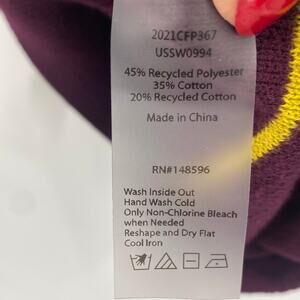 2021CFP367
USSW0994
45% Recycled Polyester
35% Cotton
20% Recycled Cotton
Made in China
RN#148596
Wash Inside Out
Hand Wash Cold
Only Non-Chlorine Bleach
when Needed
Reshape and Dry Flat
Cool Iron